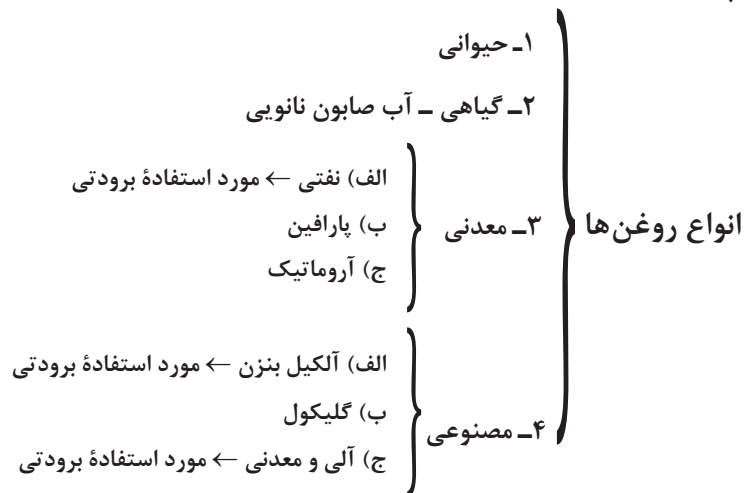 انواع روغن‌ها
۱ـ حیوانی
۲ـ گیاهی ـ آب صابون نانویی
۳ـ معدنی
الف) نفتی ← مورد استفادهٔ برودتی
ب) پارافین
ج) آروماتیک
۴ـ مصنوعی
الف) آلکیل بنزن ← مورد استفادهٔ برودتی
ب) گلیکول
ج) آلی و معدنی ← مورد استفادهٔ برودتی